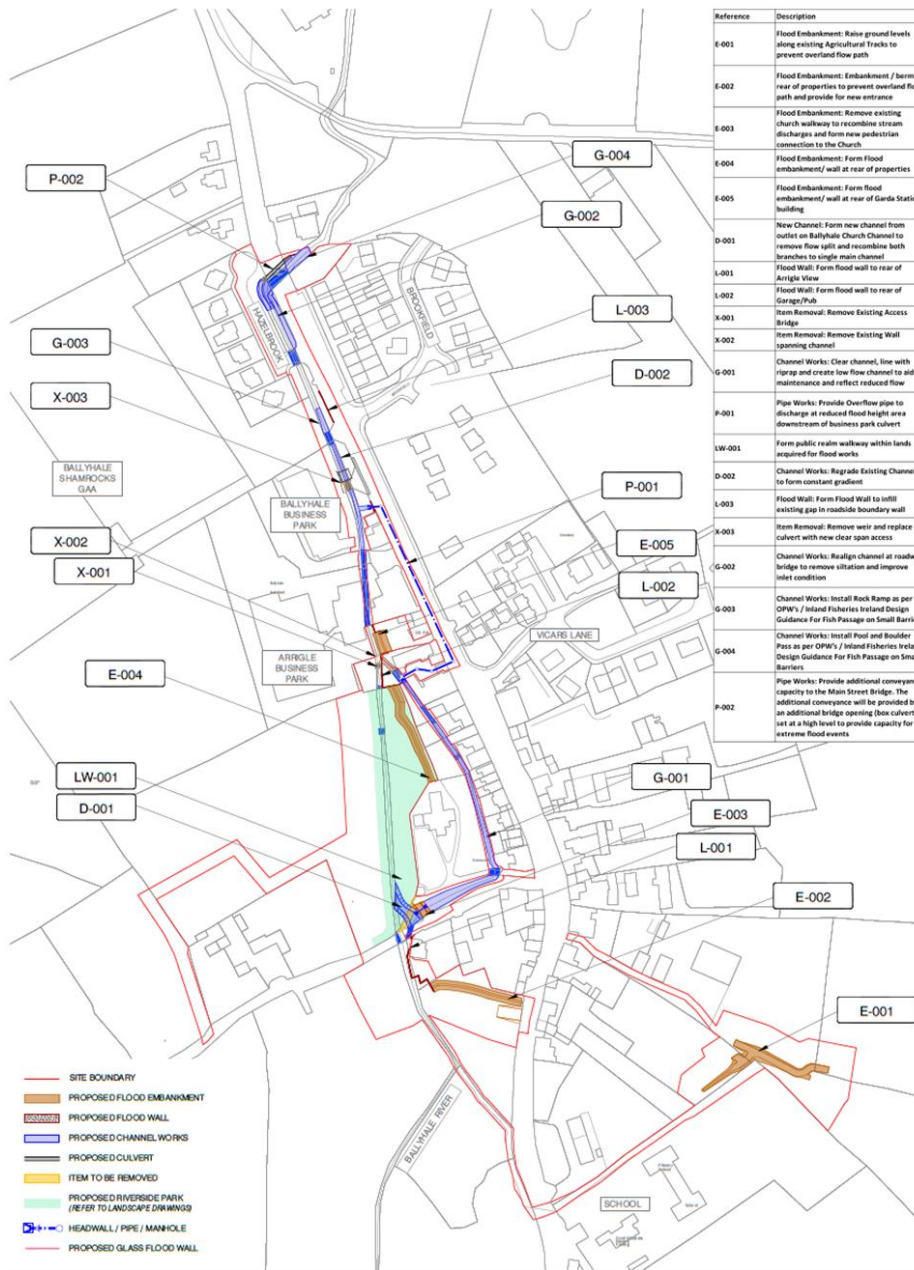 Reference Description
E-001 Flood Embankment: Raise ground levels
along existing Agricultural Tracks to
prevent overland flow path
E-002 Flood Embankment: Embankment / berm
rear of properties to prevent overland
path and provide for new entrance
E-003 Flood Embankment: Remove existing
church walkway to recombine stream
discharges and form new pedestrian
connection to the Church
E-004 Flood Embankment: Form Flood
embankment/ wall at rear of properties
E-005 Flood Embankment: Form flood
embankment/ wall at rear of Garda
building
D-001 New Channel: Form new channel from
outlet on Ballyhale Church Channel to
remove flow split and recombine both
branches to single main channel
L-001 Flood Wall: Form flood wall to rear of
Arrigle View
L-002 Flood Wall: Form flood wall to rear of
Garage/Pub
X-001 Item Removal: Remove Existing Access
Bridge
X-002 Item Removal: Remove Existing Wall
spanning channel
G-001 Channel Works: Clear channel, line with
riprap and create low flow channel to aid
maintenance and reflect reduced flow
P-001 Pipe Works: Provide Overflow pipe to
discharge at reduced flood height area
downstream of business park culvert
LW-001 Form public realm walkway within lands
acquired for flood works
D-002 Channel Works: Regrade Existing Channel
to form constant gradient
L-003 Flood Wall: Form Flood Wall to infill
existing gap in roadside boundary wall
X-003 Item Removal: Remove weir and replace
culvert with new clear span access
G-002 Channel Works: Realign channel at
bridge to remove siltation and improve
inlet condition
G-003 Channel Works: Install Rock Ramp as per
OPW's / Inland Fisheries Ireland Design
Guidance For Fish Passage on Small
G-004 Channel Works: Install Pool and Boulder
Pass as per OPW's / Inland Fisheries
Design Guidance For Fish Passage on
Barriers
P-002 Pipe Works: Provide additional
capacity to the Main Street Bridge. The
additional conveyance will be provided
an additional bridge opening (box
set at a high level to provide capacity for
extreme flood events
P-002
G-004
G-002
G-003
L-003
X-003
D-002
HAZELBROOK
BROOKFIELD
BALLYHALE
SHAMROCKS
GAA
BALLYHALE
BUSINESS
PARK
P-001
X-002
E-005
X-001
L-002
VICARS LANE
E-004
ARRIGLE
BUSINESS
PARK
LW-001
G-001
D-001
E-003
L-001
E-002
E-001
BALLYHALE RIVER
SCHOOL
SITE BOUNDARY
PROPOSED FLOOD EMBANKMENT
PROPOSED FLOOD WALL
PROPOSED CHANNEL WORKS
PROPOSED CULVERT
ITEM TO BE REMOVED
PROPOSED RIVERSIDE PARK
(REFER TO LANDSCAPE DRAWINGS)
HEADWALL / PIPE / MANHOLE
PROPOSED GLASS FLOOD WALL